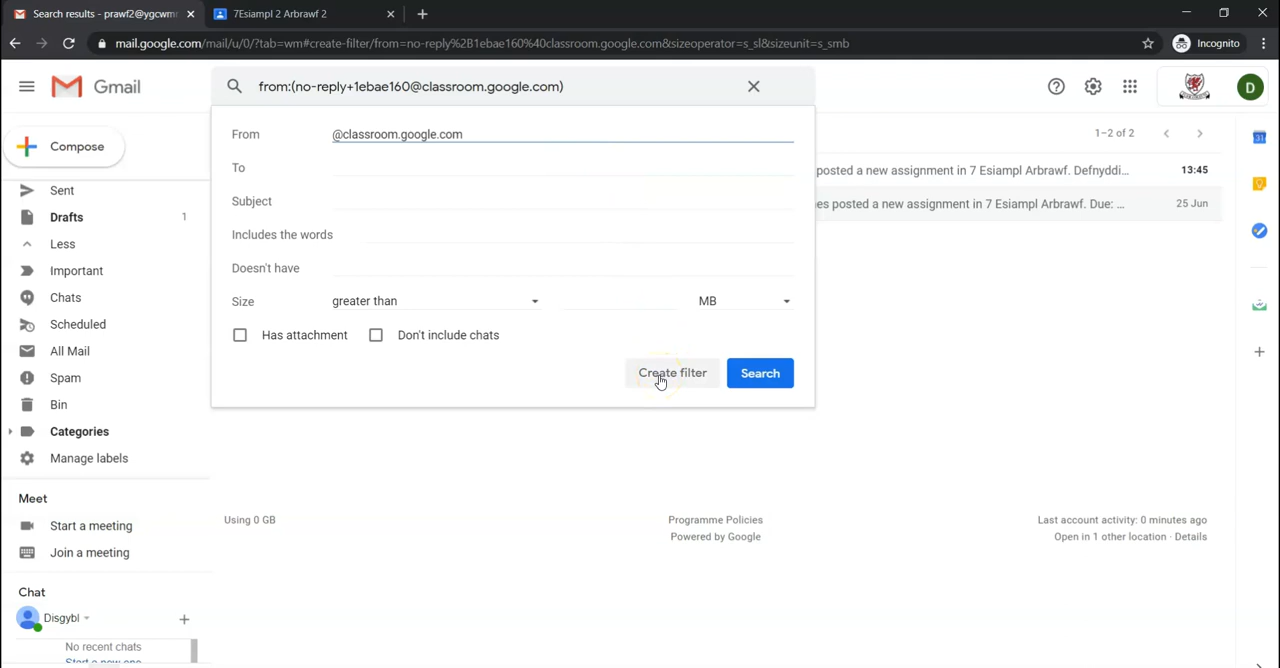 Search results - prawf2@ygcwmr
7Esiampl 2 Arbrawf 2
mail.google.com/mail/u/0/?tab=wm#create-filter/from=no-reply%2B1ebae160%40classroom.google.com&sizeoperator=s_sl&sizeunit=s_smb
Incognito
Gmail
from:(no-reply+1ebae160@classroom.google.com)
D
Compose
From @classroom.google.com
1–2 of 2
To
posted a new assignment in 7 Esiampl Arbrawf. Defnyddi... 13:45
Sent
Subject
es posted a new assignment in 7 Esiampl Arbrawf. Due: ... 25 Jun
Drafts 1
Includes the words
Less
Doesn't have
Important
Size greater than MB
Chats
Has attachment Don't include chats
Scheduled
All Mail
Create filter Search
Spam
Bin
Categories
Manage labels
Meet
Using 0 GB
Programme Policies
Last account activity: 0 minutes ago
Start a meeting
Powered by Google
Open in 1 other location · Details
Join a meeting
Chat
Disgybl
No recent chats
Start a new one